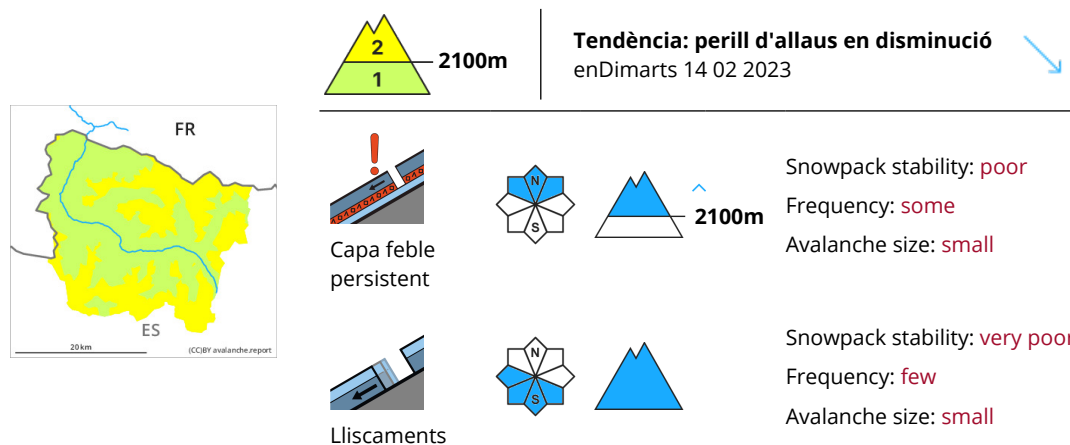 2
1
2100m
Tendència: perill d'allaus en disminució
enDimarts 14 02 2023
FR
ES
20 km
(CC)BY avalanche.report
Capa feble
persistent
N
S
2100m
Snowpack stability: poor
Frequency: some
Avalanche size: small
Lliscaments
N
S
Snowpack stability: very poor
Frequency: few
Avalanche size: small